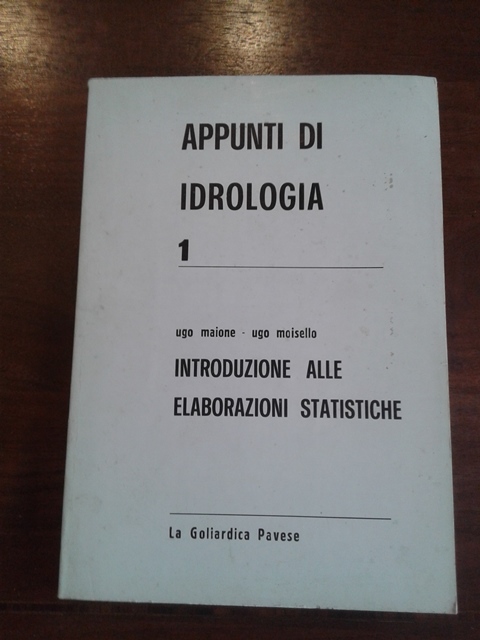 APPUNTI DI
IDROLOGIA
1
ugo maione - ugo moisello
INTRODUZIONE ALLE
ELABORAZIONI STATISTICHE
La Goliardica Pavese